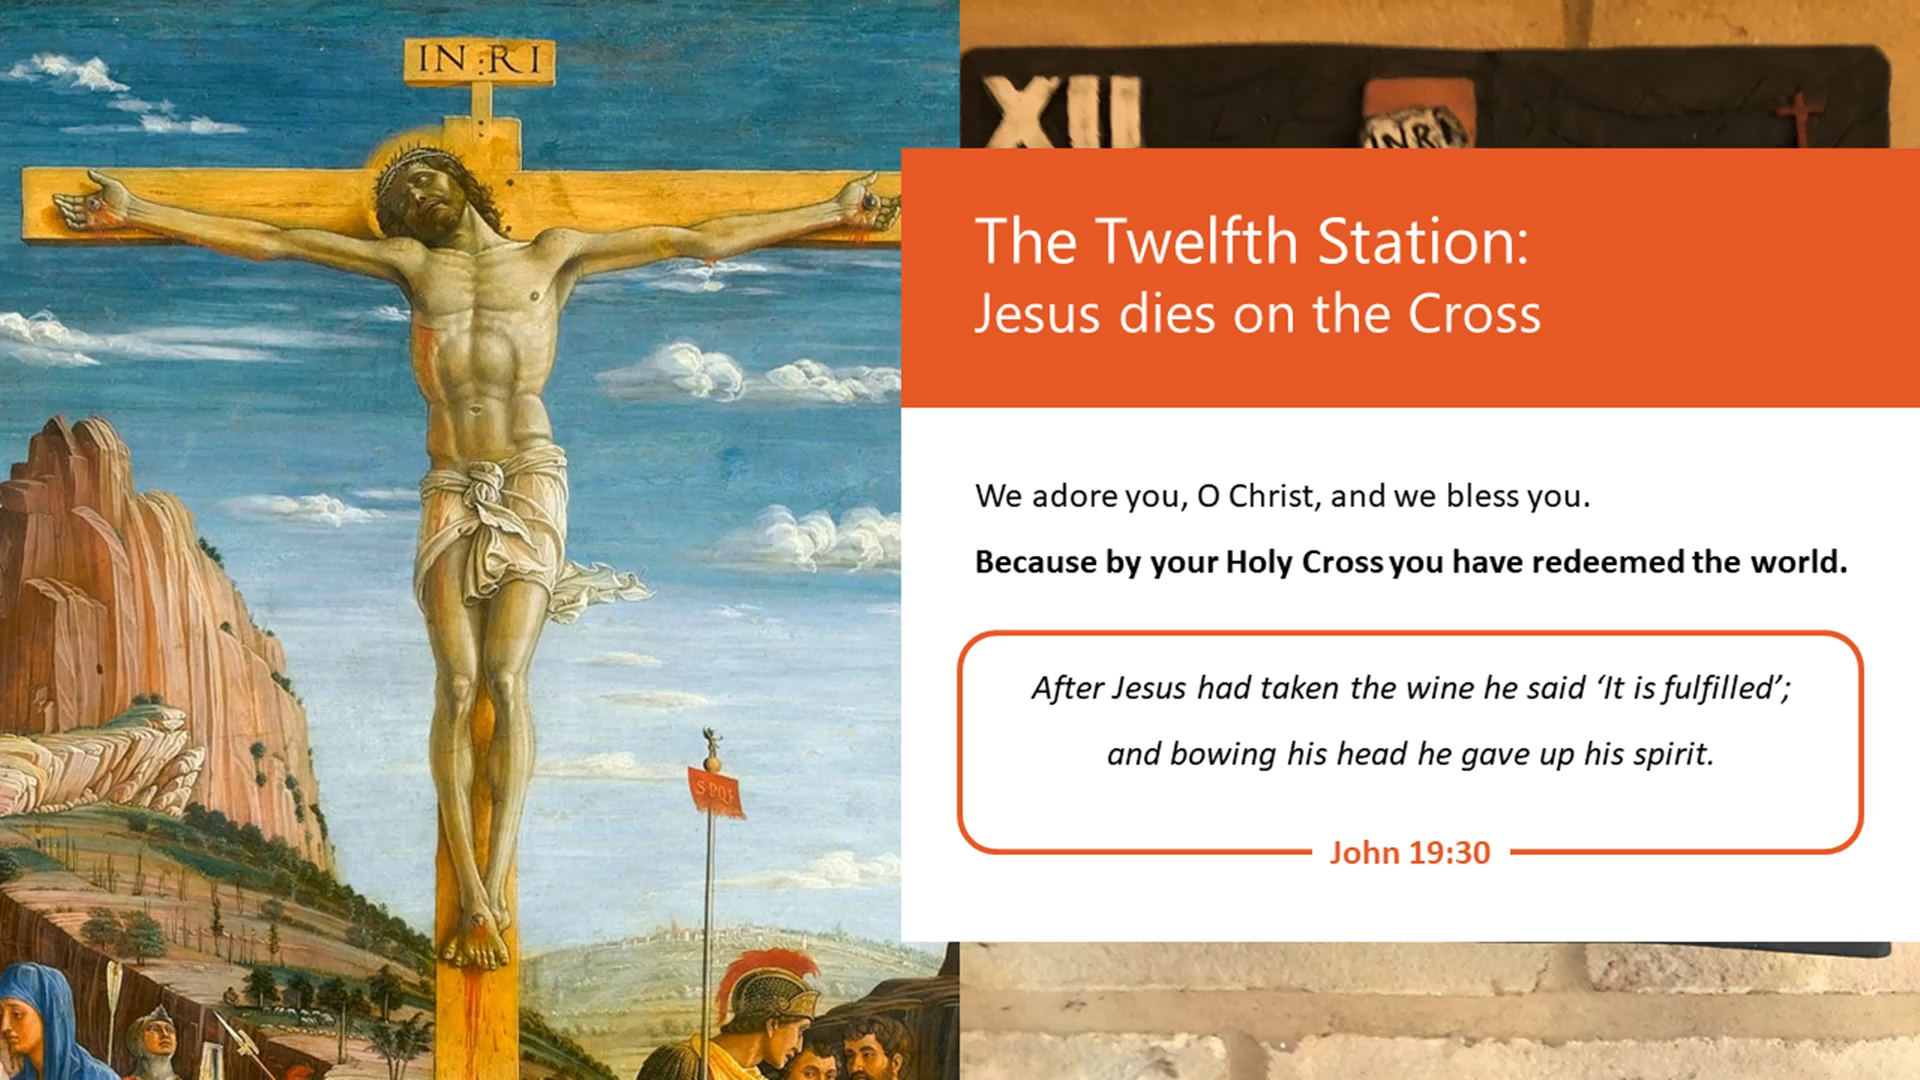 IN:RI
XII
INRI
The Twelfth Station:
Jesus dies on the Cross
We adore you, O Christ, and we bless you.
Because by your Holy Cross you have redeemed the world.
After Jesus had taken the wine he said ‘It is fulfilled’;
and bowing his head he gave up his spirit.
John 19:30
SPQR